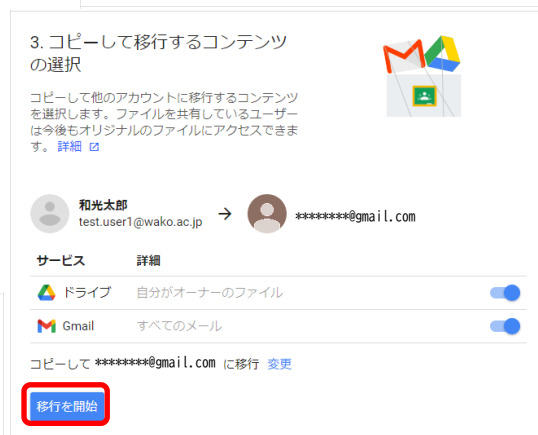 3. コピーして移行するコンテンツ
の選択
コピーして他のアカウントに移行するコンテンツ
を選択します。ファイルを共有しているユーザー
は今後もオリジナルのファイルにアクセスできま
す。 詳細
和光太郎
test.user1@wako.ac.jp → ********@gmail.com
サービス 詳細
ドライブ 自分がオーナーのファイル
Gmail すべてのメール
コピーして ********@gmail.com に移行 変更
移行を開始